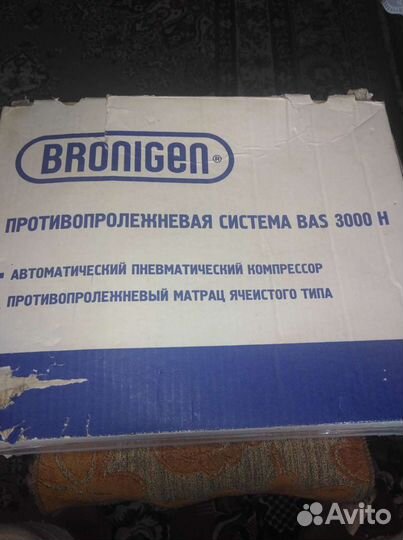 BRONIGEN®
ПРОТИВОПРОЛЕЖНЕВАЯ СИСТЕМА BAS 3000 H
- АВТОМАТИЧЕСКИЙ ПНЕВМАТИЧЕСКИЙ КОМПРЕССОР
ПРОТИВОПРОЛЕЖНЕВЫЙ МАТРАЦ ЯЧЕИСТОГО ТИПА
Avito